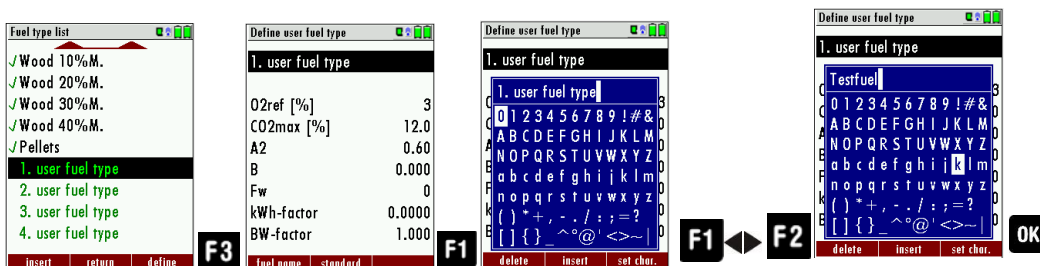 Fuel type list
√ Wood 10%M.
√ Wood 20%M.
√ Wood 30%M.
√ Wood 40%M.
√ Pellets
1. user fuel type
2. user fuel type
3. user fuel type
4. user fuel type
insert return define
F3
Define user fuel type
1. user fuel type
O2ref [%] 3
CO2max [%] 12.0
A2 0.60
B 0.000
Fw 0
kWh-factor 0.0000
BW-factor 1.000
fuel name standard
F1
Define user fuel type
1. user fuel type
1. user fuel type
0 1 2 3 4 5 6 7 8 9 ! # &
A B C D E F G H I J K L M
N O P Q R S T U V W X Y Z
a b c d e f g h i j k l m
n o p q r s t u v w x y z
( ) * + , - . / : ; = ?
[ ] { } _ ^ ° @ ' < > ~ |
delete insert set char.
F1 F2
Define user fuel type
1. user fuel type
Testfuel
0 1 2 3 4 5 6 7 8 9 ! # &
A B C D E F G H I J K L M
N O P Q R S T U V W X Y Z
a b c d e f g h i j k l m
n o p q r s t u v w x y z
( ) * + , - . / : ; = ?
[ ] { } _ ^ ° @ ' < > ~ |
delete insert set char.
OK